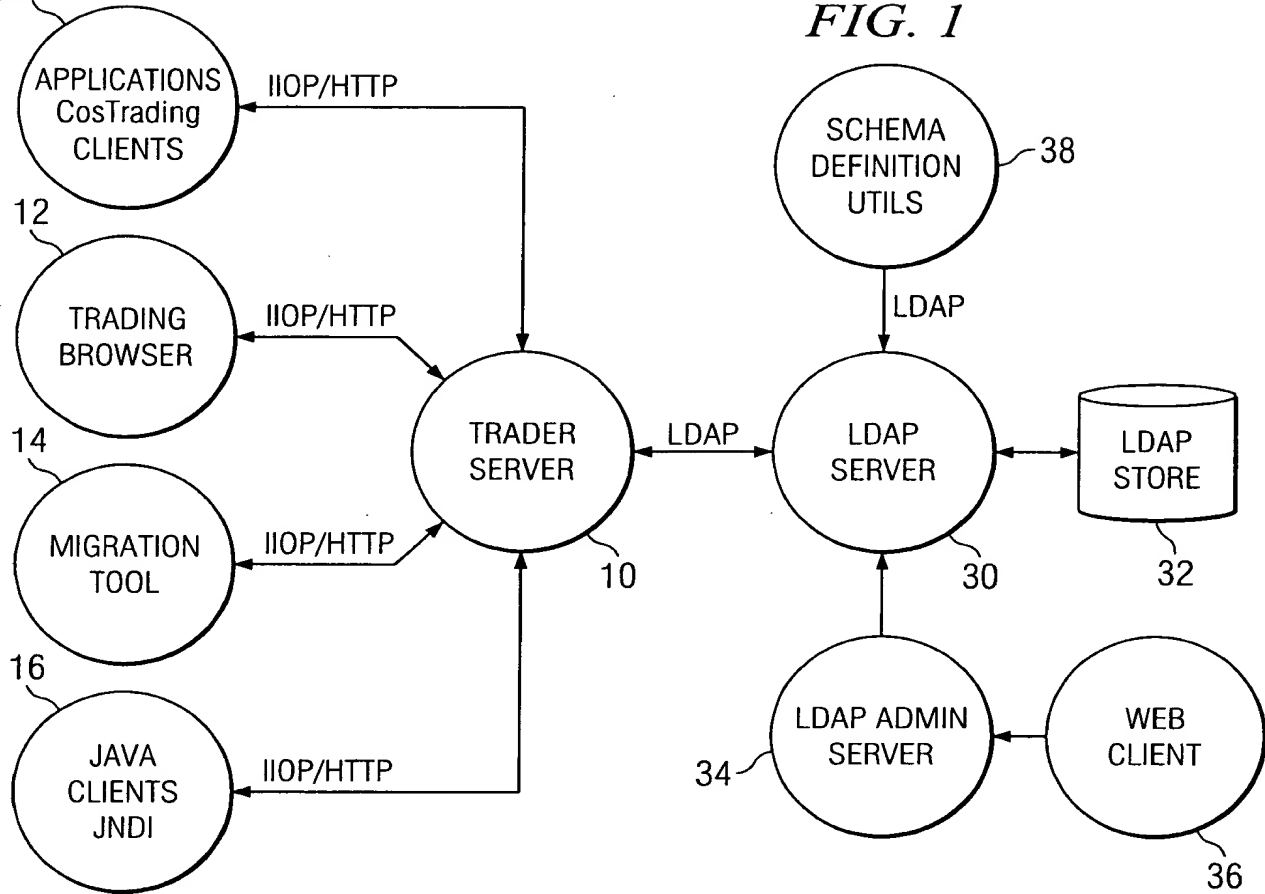 FIG. 1
APPLICATIONS
CosTrading
CLIENTS
IIOP/HTTP
SCHEMA
DEFINITION
UTILS
38
12
TRADING
BROWSER
IIOP/HTTP
LDAP
14
MIGRATION
TOOL
IIOP/HTTP
TRADER
SERVER
10
LDAP
LDAP
SERVER
30
LDAP
STORE
32
16
JAVA
CLIENTS
JNDI
IIOP/HTTP
LDAP ADMIN
SERVER
34
WEB
CLIENT
36